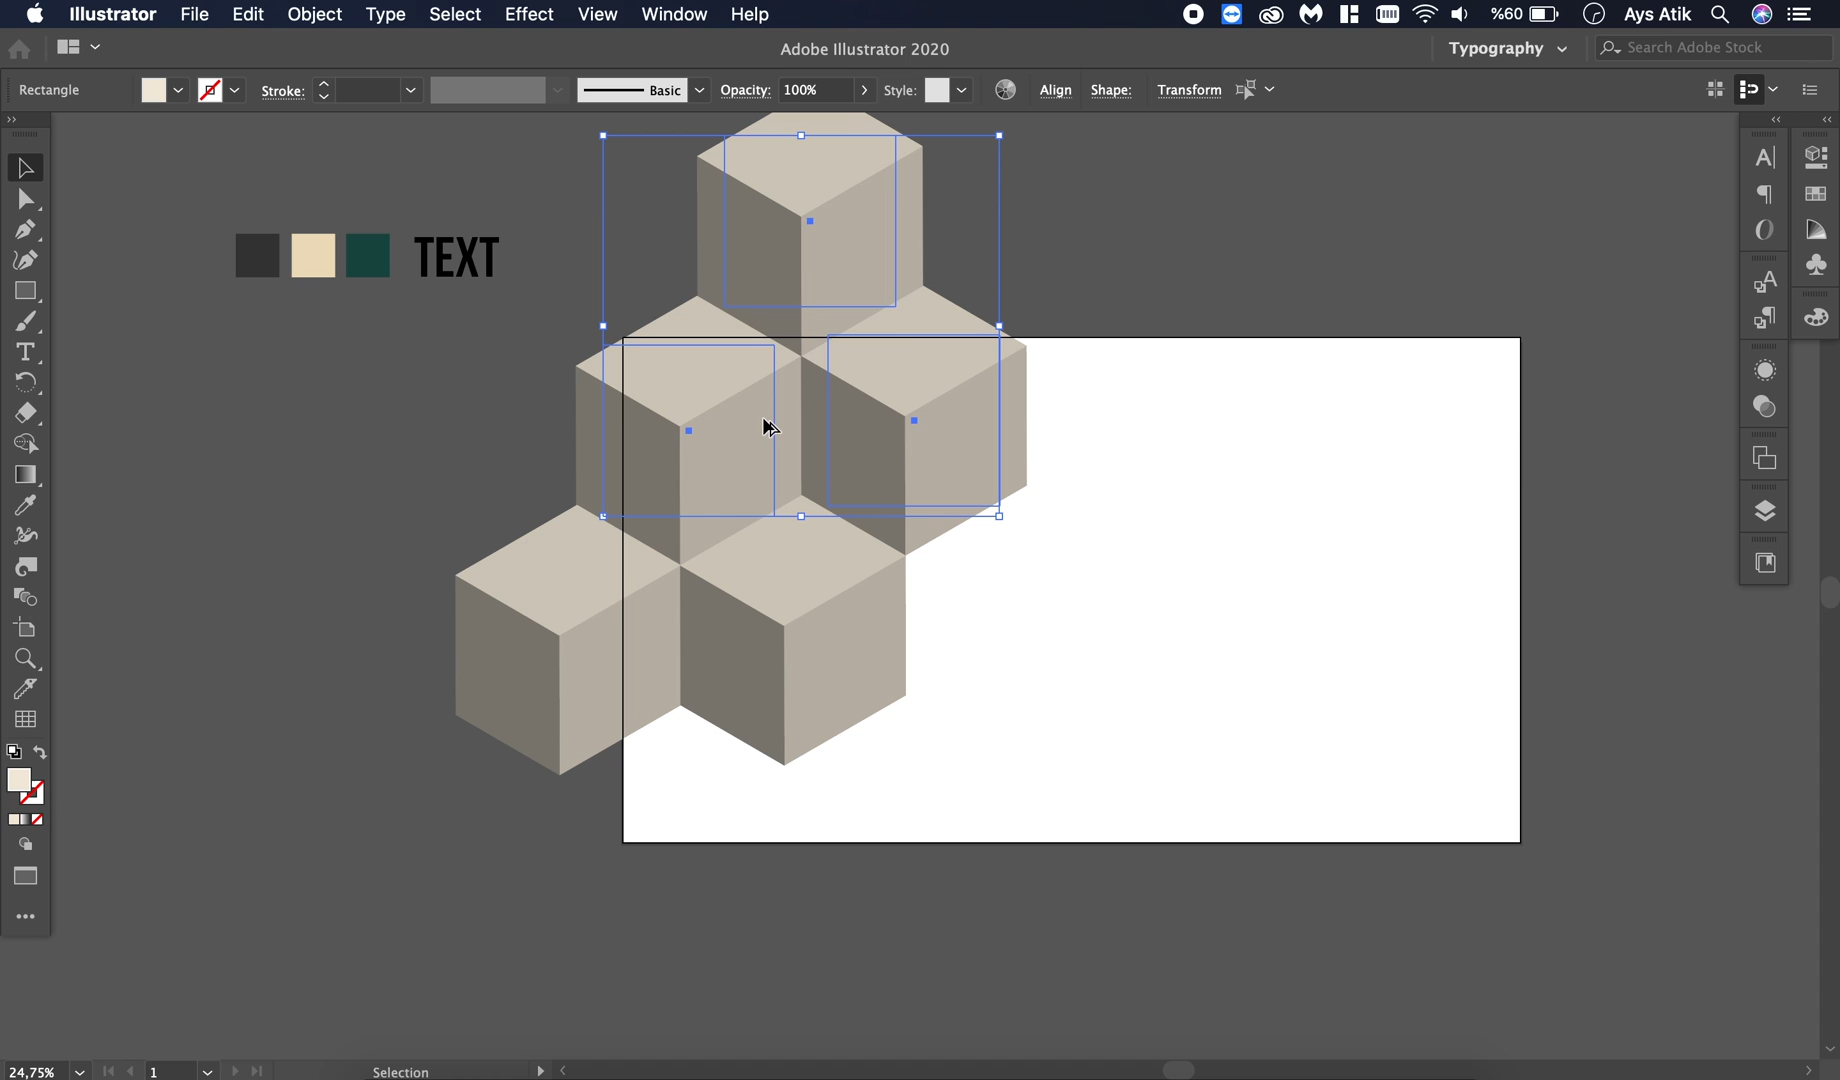 Illustrator File Edit Object Type Select Effect View Window Help %60 Ays Atik
Adobe Illustrator 2020 Typography Search Adobe Stock
Rectangle Stroke: Basic Opacity: 100% Style: Align Shape: Transform
TEXT
24,75% 1 Selection